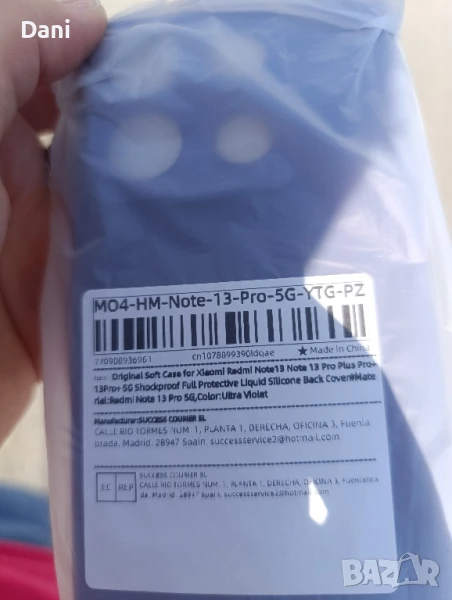 Dani
MO4-HM-Note-13-Pro-5G-YTG-PZ
770908936961 cn1078899390ldqae ★ Made In China
Item: Original Soft Case for Xiaomi Redmi Note13 Note 13 Pro Plus Pro+
13Pro+ 5G Shockproof Full Protective Liquid Silicone Back Cover#Mate
rial:Redmi Note 13 Pro 5G,Color:Ultra Violet
Manufacturer:SUCCESS COURIER SL
CALLE RIO TORMES NUM. 1, PLANTA 1, DERECHA, OFICINA 3, Fuenla
brada, Madrid. 28947 Spain. successservice2@hotmail.com
EC REP
SUCCESS COURIER SL
CALLE RIO TORMES NUM. 1, PLANTA 1, DERECHA, OFICINA 3, Fuenlabra
da, Madrid, 28947 Spain, successservice2@hotmail.com
BAZAR